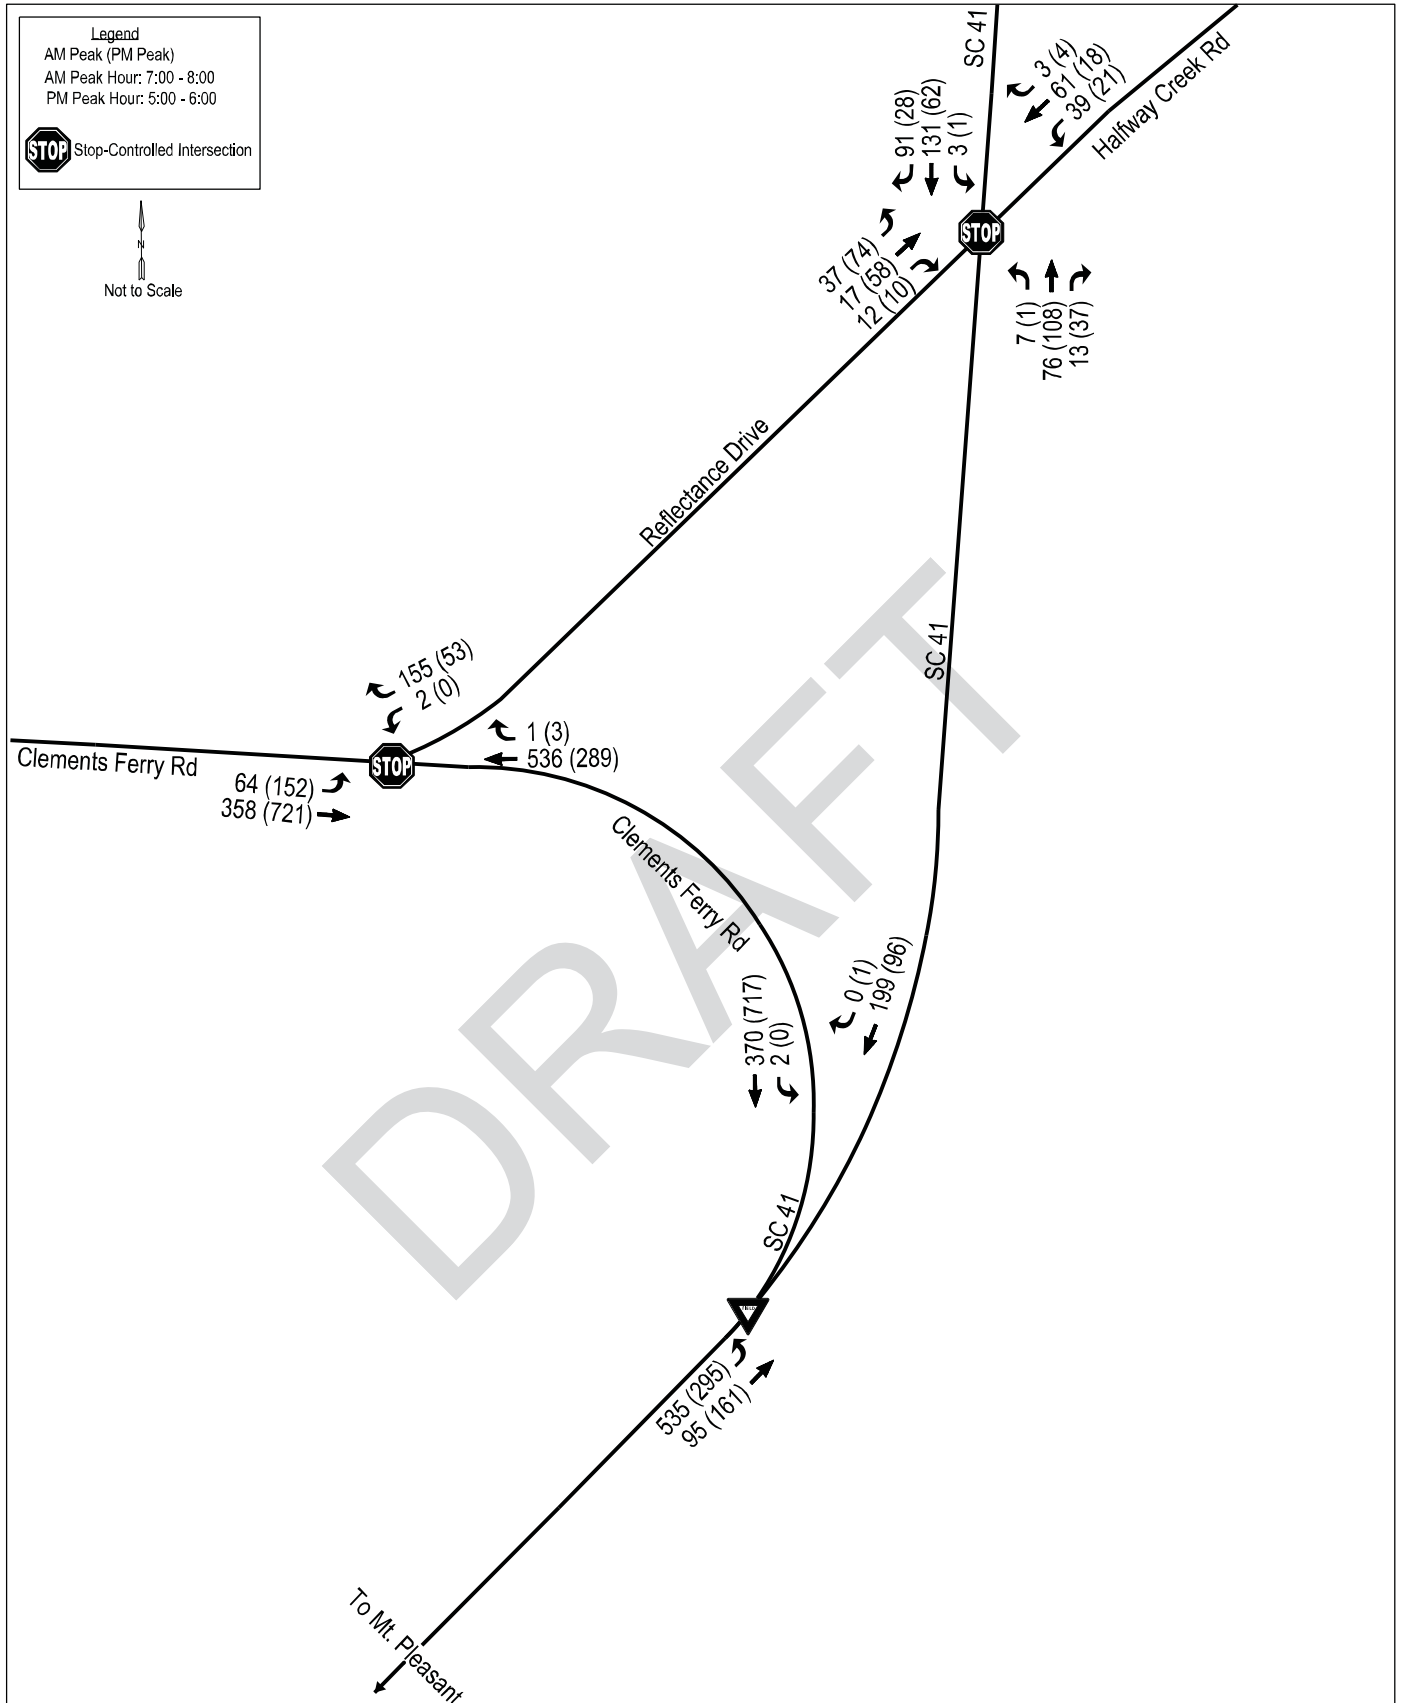 Legend
AM Peak (PM Peak)
AM Peak Hour: 7:00 - 8:00
PM Peak Hour: 5:00 - 6:00
STOP Stop-Controlled Intersection
N
Not to Scale
SC 41
3 (4)
61 (18)
39 (21)
Halfway Creek Rd
91 (28)
131 (62)
3 (1)
STOP
37 (74)
17 (58)
12 (10)
7 (1)
76 (108)
13 (37)
Reflectance Drive
SC 41
155 (53)
2 (0)
1 (3)
536 (289)
Clements Ferry Rd
STOP
64 (152)
358 (721)
Clements Ferry Rd
DRAFT
0 (1)
199 (96)
370 (717)
2 (0)
SC 41
535 (295)
95 (161)
To Mt. Pleasant